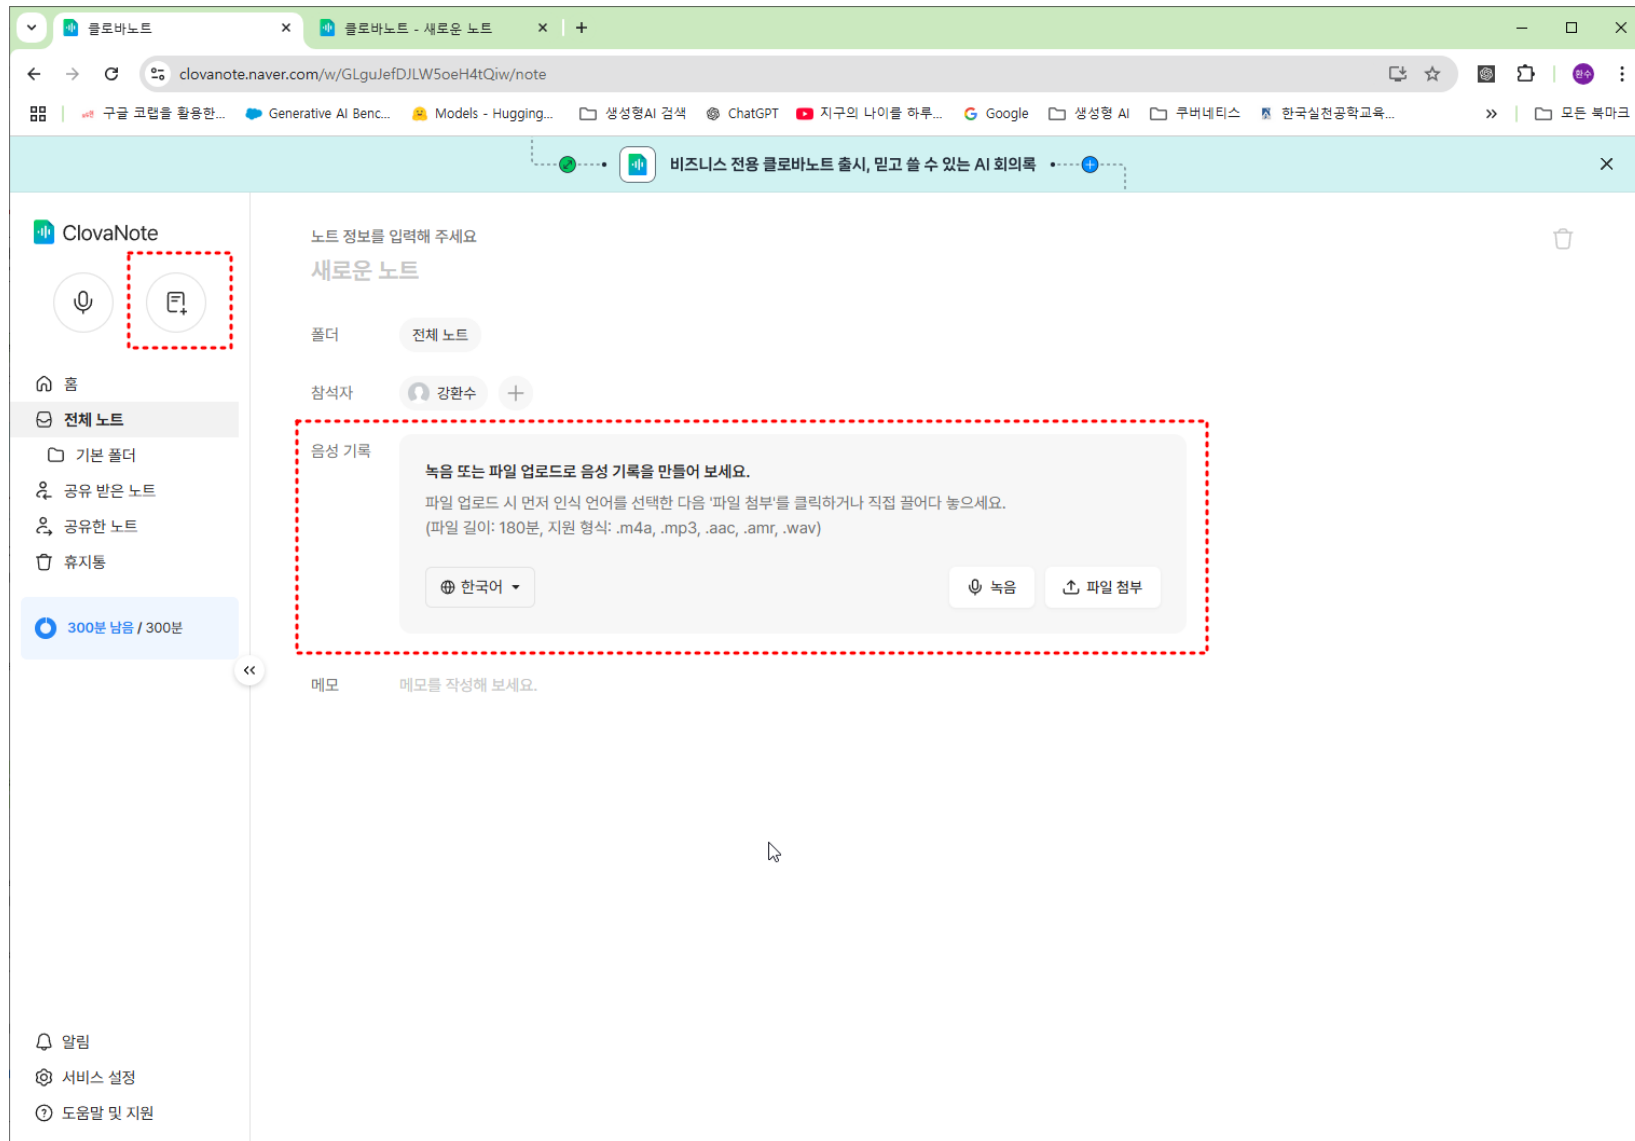 클로바노트
클로바노트 - 새로운 노트
clovanote.naver.com/w/GLguJefDJLW5oeH4tQiw/note
환수
구글 코랩을 활용한...
Generative AI Benc...
Models - Hugging...
생성형AI 검색
ChatGPT
지구의 나이를 하루...
Google
생성형 AI
쿠버네티스
한국실천공학교육...
모든 북마크
비즈니스 전용 클로바노트 출시, 믿고 쓸 수 있는 AI 회의록
ClovaNote
홈
전체 노트
기본 폴더
공유 받은 노트
공유한 노트
휴지통
300분 남음 / 300분
알림
서비스 설정
도움말 및 지원
노트 정보를 입력해 주세요
새로운 노트
폴더
전체 노트
참석자
강환수
음성 기록
녹음 또는 파일 업로드로 음성 기록을 만들어 보세요.
파일 업로드 시 먼저 인식 언어를 선택한 다음 '파일 첨부'를 클릭하거나 직접 끌어다 놓으세요.
(파일 길이: 180분, 지원 형식: .m4a, .mp3, .aac, .amr, .wav)
한국어
녹음
파일 첨부
메모
메모를 작성해 보세요.